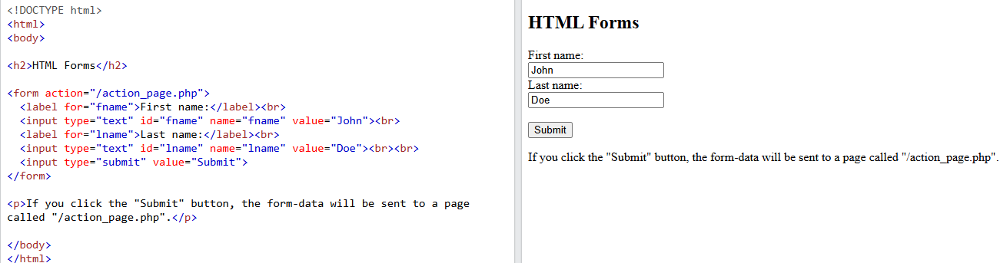 <!DOCTYPE html>
<html>
<body>
<h2>HTML Forms</h2>
<form action="/action_page.php">
  <label for="fname">First name:</label><br>
  <input type="text" id="fname" name="fname" value="John"><br>
  <label for="lname">Last name:</label><br>
  <input type="text" id="lname" name="lname" value="Doe"><br><br>
  <input type="submit" value="Submit">
</form>
<p>If you click the "Submit" button, the form-data will be sent to a page
called "/action_page.php".</p>
</body>
</html>
HTML Forms
First name:
John
Last name:
Doe
Submit
If you click the "Submit" button, the form-data will be sent to a page called "/action_page.php".